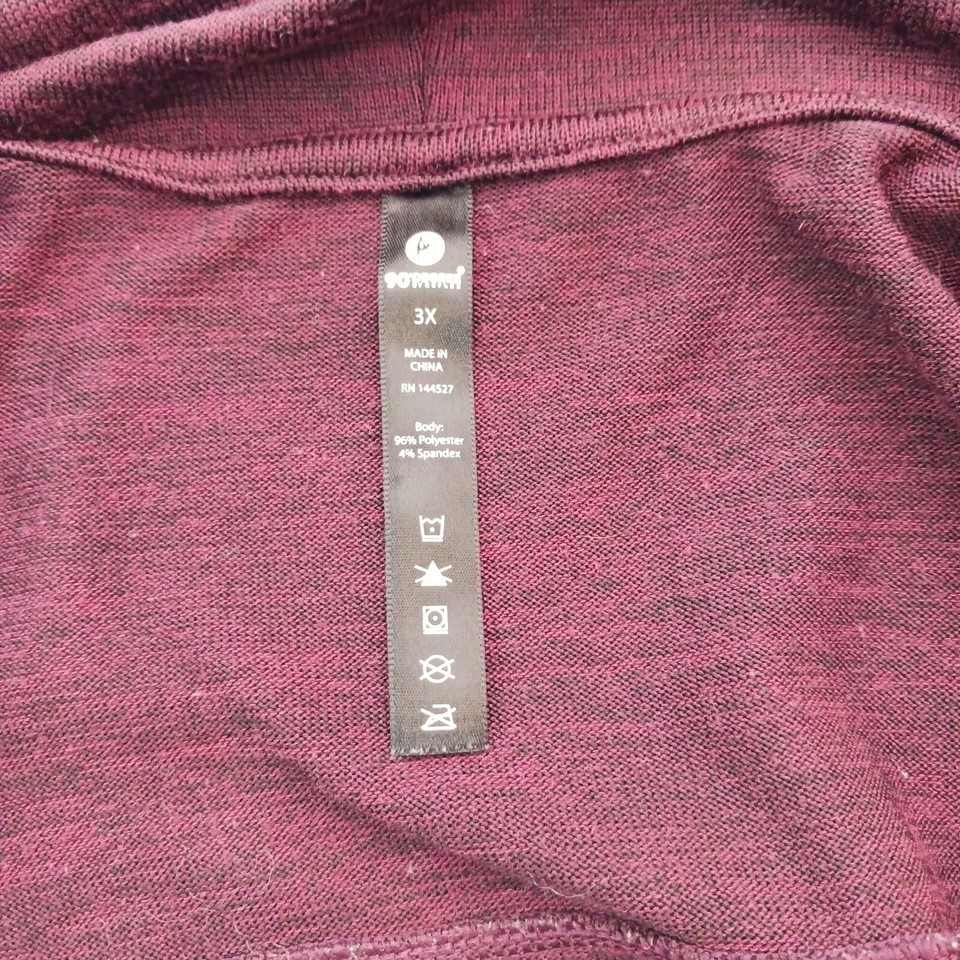 3X
MADE IN
CHINA
RN 144527
Body:
96% Polyester
4% Spandex